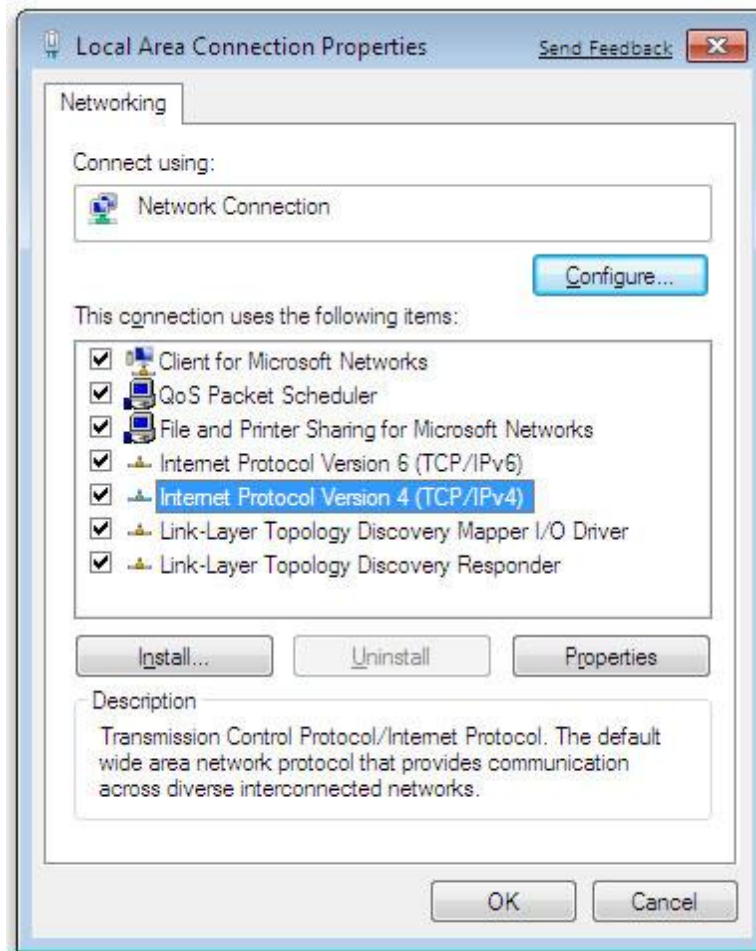 Local Area Connection Properties Send Feedback
Networking
Connect using:
Network Connection
Configure...
This connection uses the following items:
Client for Microsoft Networks
QoS Packet Scheduler
File and Printer Sharing for Microsoft Networks
Internet Protocol Version 6 (TCP/IPv6)
Internet Protocol Version 4 (TCP/IPv4)
Link-Layer Topology Discovery Mapper I/O Driver
Link-Layer Topology Discovery Responder
Install... Uninstall Properties
Description
Transmission Control Protocol/Internet Protocol. The default
wide area network protocol that provides communication
across diverse interconnected networks.
OK Cancel